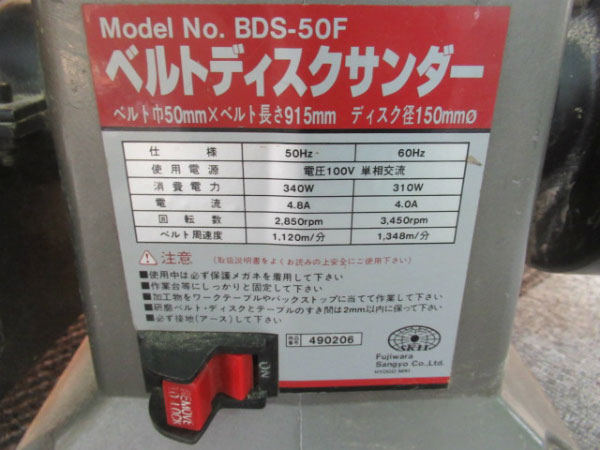 Model No. BDS-50F
ベルトディスクサンダー
ベルト巾50mm×ベルト長さ915mm ディスク径150mmø
仕様 50Hz 60Hz
使用電源 電圧100V 単相交流
消費電力 340W 310W
電流 4.8A 4.0A
回転数 2,850rpm 3,450rpm
ベルト周速度 1,120m/分 1,348m/分
⚠注意 (取扱説明書をよくお読みの上安全にご使用下さい)
■使用中は必ず保護メガネを着用して下さい
■作業台等にしっかりと固定して下さい
■加工物をワークテーブルやバックストップに当てて作業して下さい
■研磨ベルト・ディスクとテーブルのすき間は2mm以内に保って下さい
■必ず接地(アース)して下さい
商品番号 490206
SK11
Fujiwara
Sangyo Co.,Ltd.
HYOGO MIKI
ON
REMOVE
TO LOCK